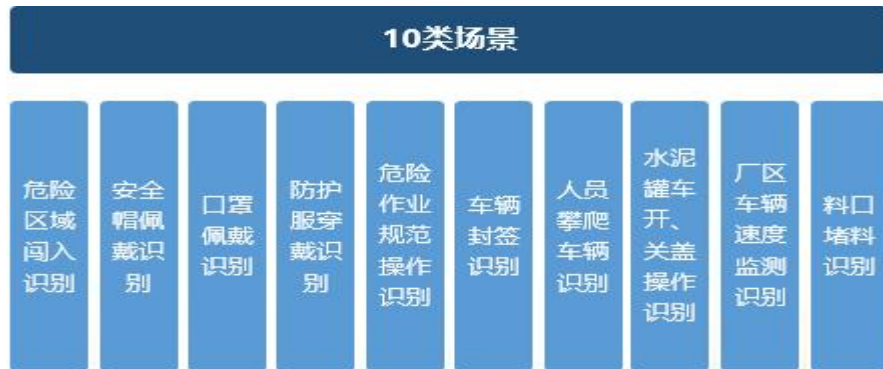 10类场景
危险
区域
闯入
识别
安全
帽佩
戴识
别
口罩
佩戴
识别
防护
服穿
戴识
别
危险
作业
规范
操作
识别
车辆
封签
识别
人员
攀爬
车辆
识别
水泥
罐车
开、
关盖
操作
识别
厂区
车辆
速度
监测
识别
料口
堵料
识别